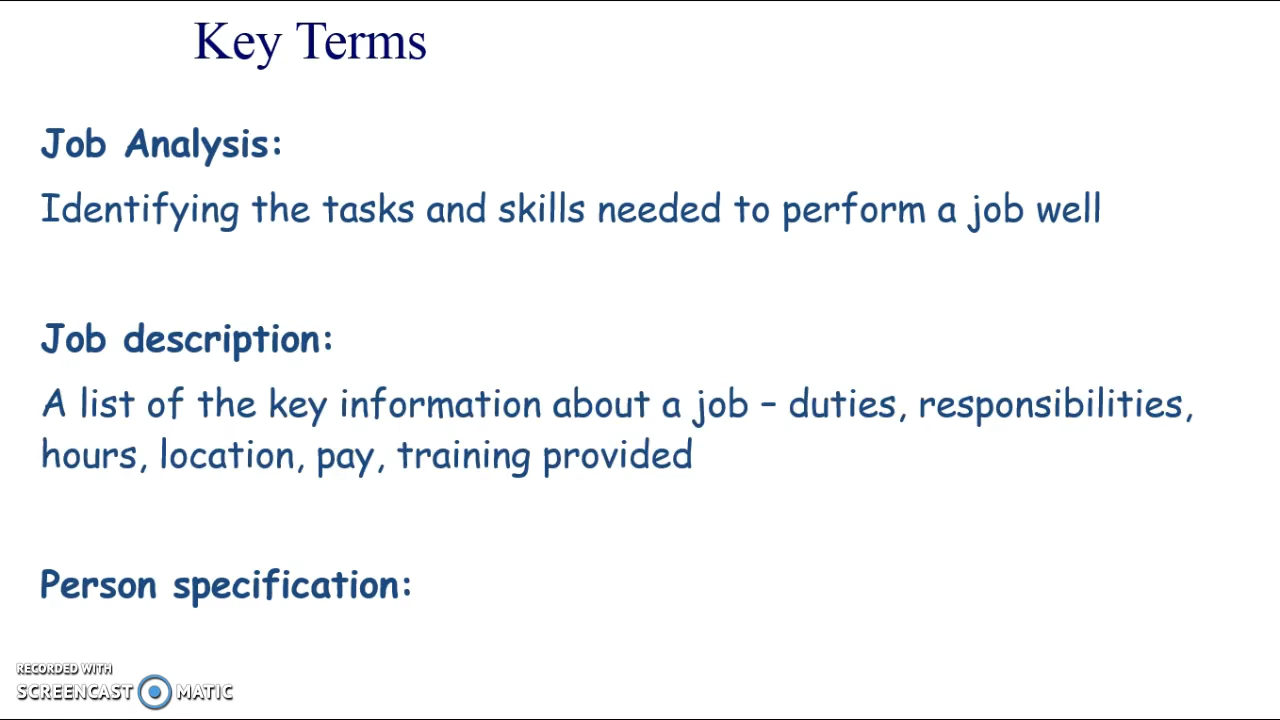 Key Terms
Job Analysis:
Identifying the tasks and skills needed to perform a job well
Job description:
A list of the key information about a job – duties, responsibilities,
hours, location, pay, training provided
Person specification:
RECORDED WITH
SCREENCAST MATIC